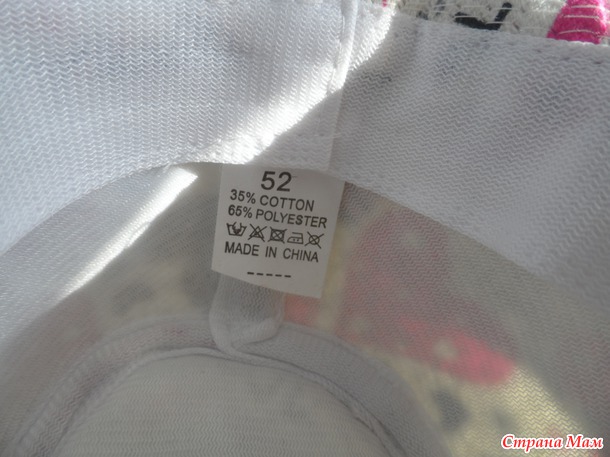 52
35% COTTON
65% POLYESTER
MADE IN CHINA
-----
Страна Мам